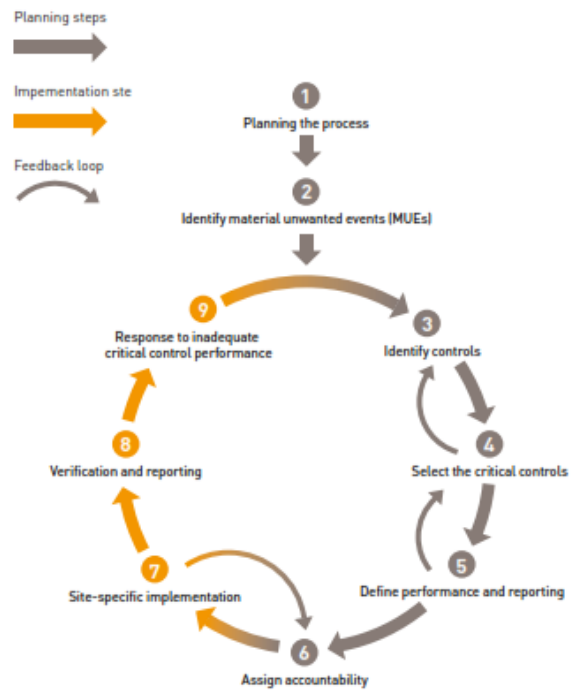 Planning steps
Impementation ste
Feedback loop
1
Planning the process
2
Identify material unwanted events (MUEs)
9
Response to inadequate
critical control performance
3
Identify controls
8
Verification and reporting
4
Select the critical controls
7
Site-specific implementation
5
Define performance and reporting
6
Assign accountability